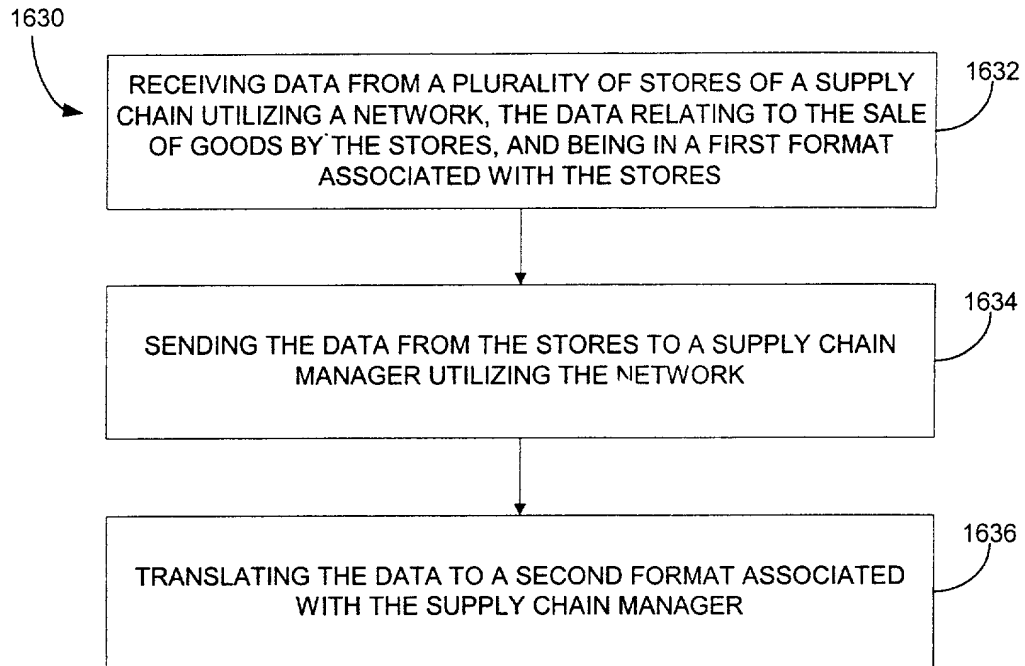 1630
RECEIVING DATA FROM A PLURALITY OF STORES OF A SUPPLY
CHAIN UTILIZING A NETWORK, THE DATA RELATING TO THE SALE
OF GOODS BY THE STORES, AND BEING IN A FIRST FORMAT
ASSOCIATED WITH THE STORES
1632
SENDING THE DATA FROM THE STORES TO A SUPPLY CHAIN
MANAGER UTILIZING THE NETWORK
1634
TRANSLATING THE DATA TO A SECOND FORMAT ASSOCIATED
WITH THE SUPPLY CHAIN MANAGER
1636